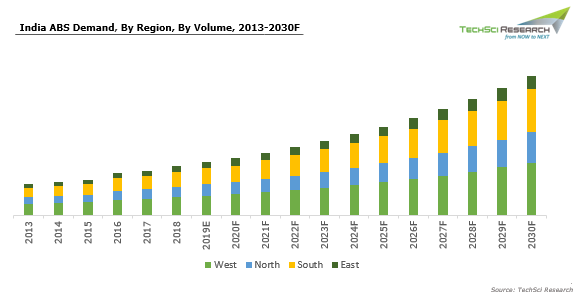 India ABS Demand, By Region, By Volume, 2013-2030F
TECHSCI RESEARCH
from NOW to NEXT
2013
2014
2015
2016
2017
2018
2019E
2020F
2021F
2022F
2023F
2024F
2025F
2026F
2027F
2028F
2029F
2030F
West North South East
Source: TechSci Research